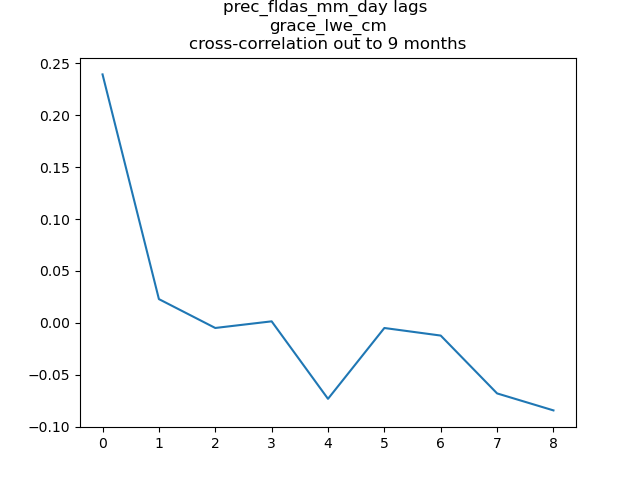 prec_fldas_mm_day lags
grace_lwe_cm
cross-correlation out to 9 months
0.25
0.20
0.15
0.10
0.05
0.00
−0.05
−0.10
0 1 2 3 4 5 6 7 8